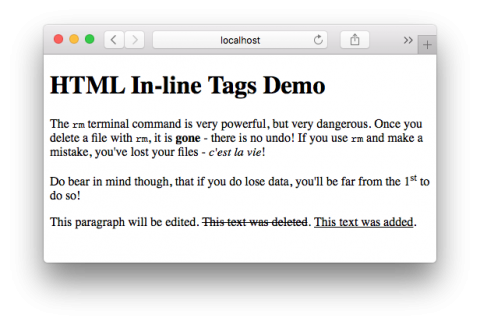 localhost
HTML In-line Tags Demo
The rm terminal command is very powerful, but very dangerous. Once you
delete a file with rm, it is gone - there is no undo! If you use rm and make a
mistake, you've lost your files - c'est la vie!
Do bear in mind though, that if you do lose data, you'll be far from the 1st to
do so!
This paragraph will be edited. This text was deleted. This text was added.